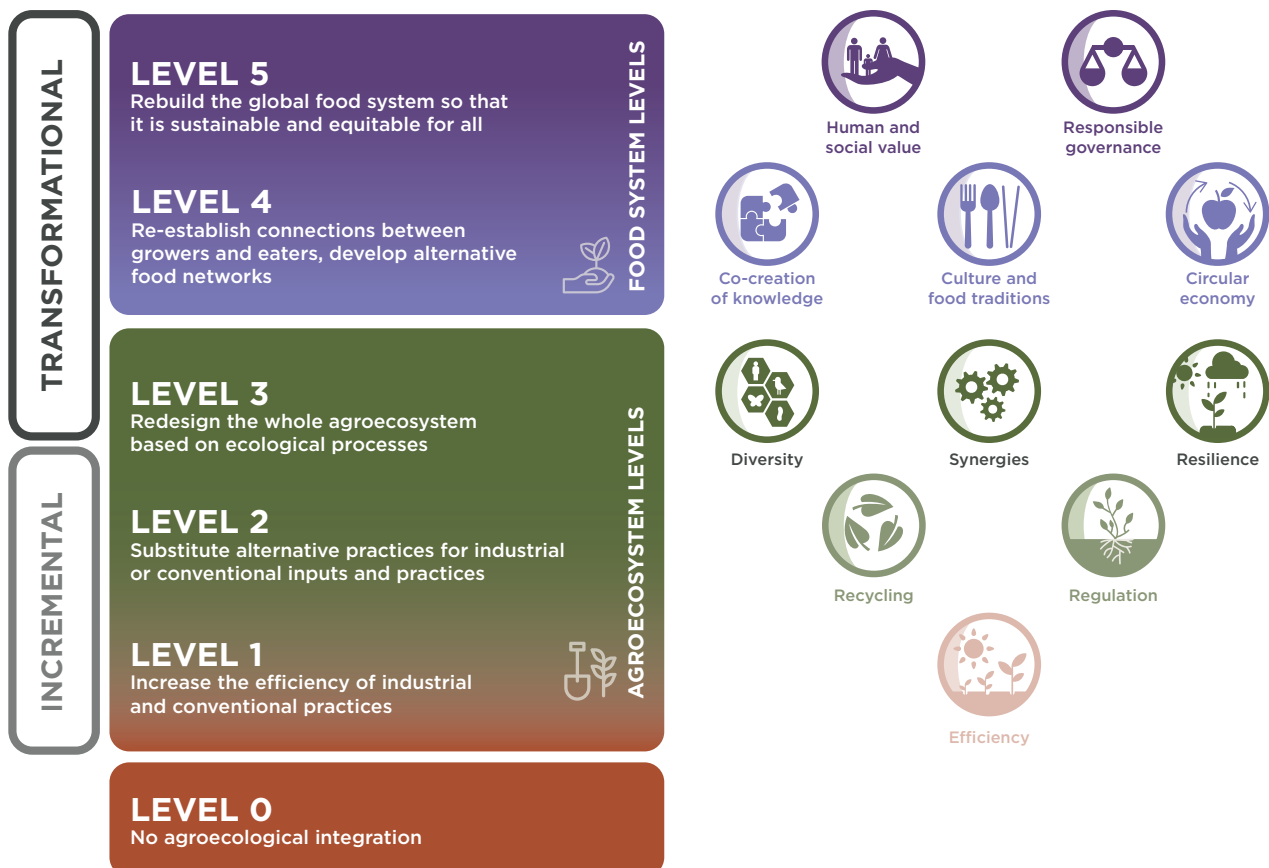 TRANSFORMATIONAL
INCREMENTAL
LEVEL 5
Rebuild the global food system so that
it is sustainable and equitable for all
LEVEL 4
Re-establish connections between
growers and eaters, develop alternative
food networks
FOOD SYSTEM LEVELS
LEVEL 3
Redesign the whole agroecosystem
based on ecological processes
LEVEL 2
Substitute alternative practices for industrial
or conventional inputs and practices
LEVEL 1
Increase the efficiency of industrial
and conventional practices
AGROECOSYSTEM LEVELS
LEVEL 0
No agroecological integration
Human and
social value
Responsible
governance
Co-creation
of knowledge
Culture and
food traditions
Circular
economy
Diversity
Synergies
Resilience
Recycling
Regulation
Efficiency